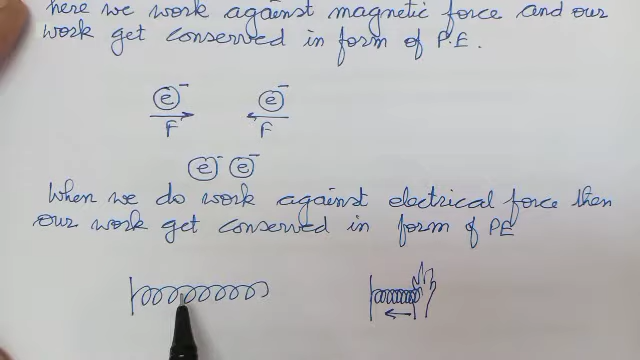 here we work against magnetic force and our
work get conserved in form of P.E.
e⁻ e⁻
F F
e⁻ e⁻
When we do work against electrical force then
our work get conserved in form of PE